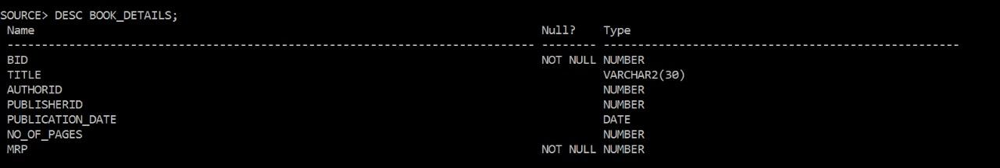 SOURCE> DESC BOOK_DETAILS;
Name Null? Type
----------------------------------------------------------------------------- -------- ----------------------------------------------------
BID NOT NULL NUMBER
TITLE VARCHAR2(30)
AUTHORID NUMBER
PUBLISHERID NUMBER
PUBLICATION_DATE DATE
NO_OF_PAGES NUMBER
MRP NOT NULL NUMBER